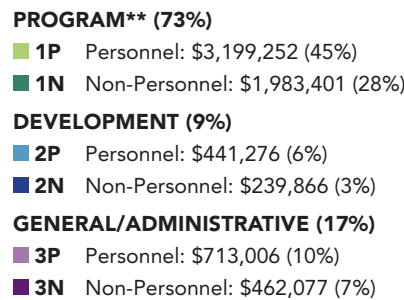 PROGRAM** (73%)
1P Personnel: $3,199,252 (45%)
1N Non-Personnel: $1,983,401 (28%)
DEVELOPMENT (9%)
2P Personnel: $441,276 (6%)
2N Non-Personnel: $239,866 (3%)
GENERAL/ADMINISTRATIVE (17%)
3P Personnel: $713,006 (10%)
3N Non-Personnel: $462,077 (7%)